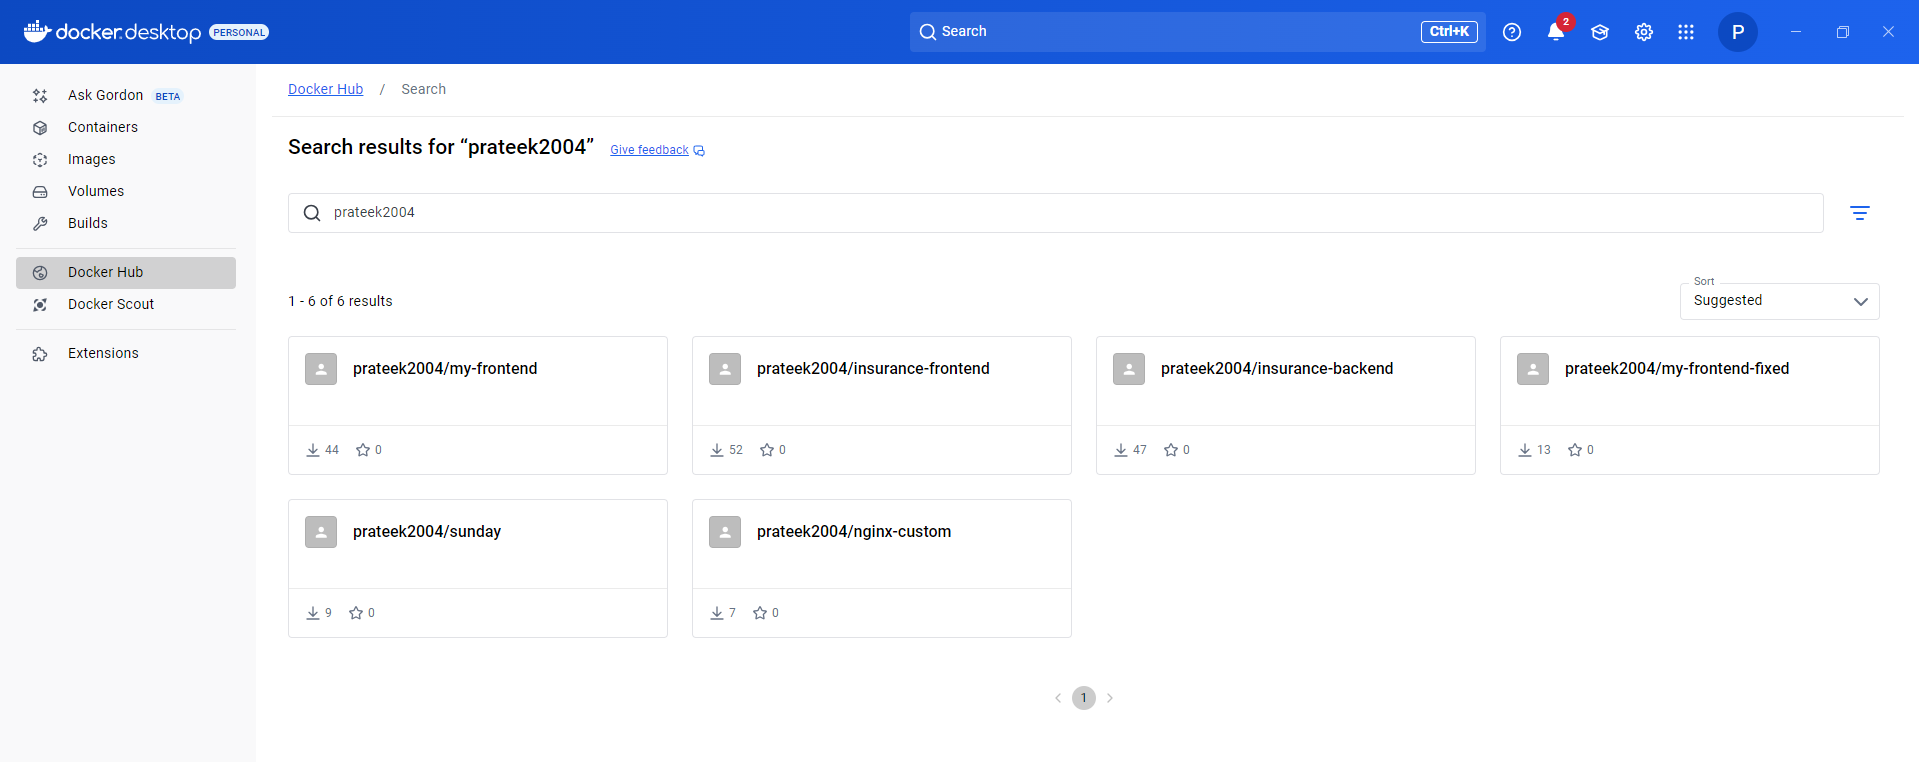 docker.desktop PERSONAL
Search Ctrl+K
2
P
Ask Gordon BETA
Containers
Images
Volumes
Builds
Docker Hub
Docker Scout
Extensions
Docker Hub / Search
Search results for “prateek2004” Give feedback
prateek2004
1 - 6 of 6 results
Sort
Suggested
prateek2004/my-frontend
44 0
prateek2004/insurance-frontend
52 0
prateek2004/insurance-backend
47 0
prateek2004/my-frontend-fixed
13 0
prateek2004/sunday
9 0
prateek2004/nginx-custom
7 0
1